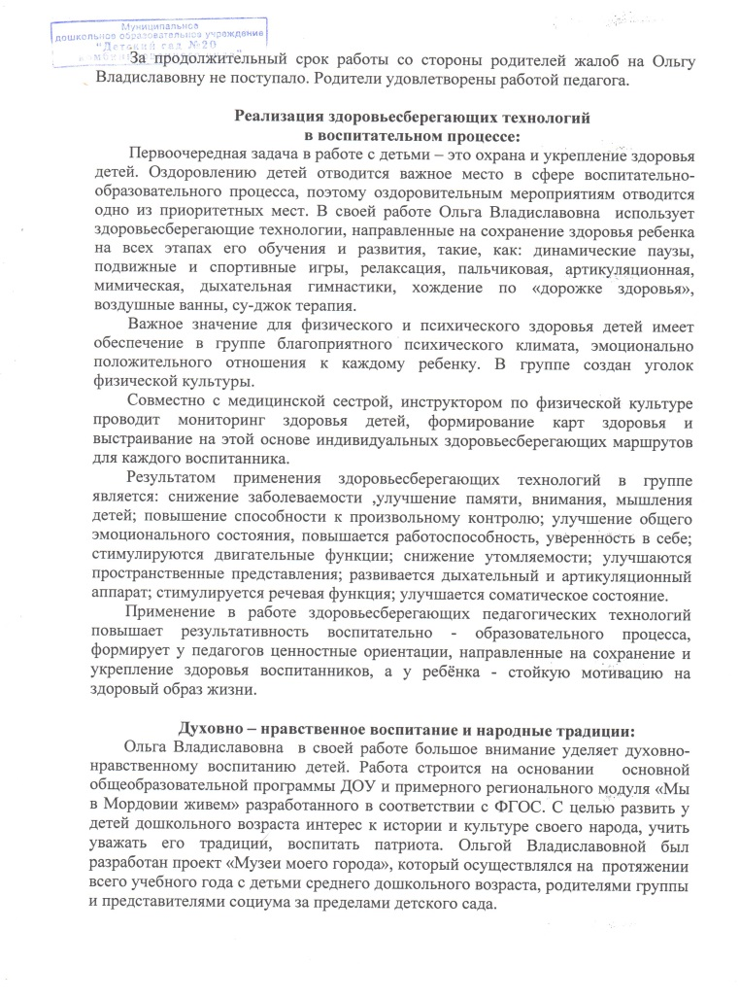 Муниципальное
дошкольное образовательное учреждение
"Детский сад №20
За продолжительный срок работы со стороны родителей жалоб на Ольгу
Владиславовну не поступало. Родители удовлетворены работой педагога.
Реализация здоровьесберегающих технологий
в воспитательном процессе:
Первоочередная задача в работе с детьми – это охрана и укрепление здоровья
детей. Оздоровлению детей отводится важное место в сфере воспитательно-
образовательного процесса, поэтому оздоровительным мероприятиям отводится
одно из приоритетных мест. В своей работе Ольга Владиславовна использует
здоровьесберегающие технологии, направленные на сохранение здоровья ребенка
на всех этапах его обучения и развития, такие, как: динамические паузы,
подвижные и спортивные игры, релаксация, пальчиковая, артикуляционная,
мимическая, дыхательная гимнастики, хождение по «дорожке здоровья»,
воздушные ванны, су-джок терапия.
Важное значение для физического и психического здоровья детей имеет
обеспечение в группе благоприятного психического климата, эмоционально
положительного отношения к каждому ребенку. В группе создан уголок
физической культуры.
Совместно с медицинской сестрой, инструктором по физической культуре
проводит мониторинг здоровья детей, формирование карт здоровья и
выстраивание на этой основе индивидуальных здоровьесберегающих маршрутов
для каждого воспитанника.
Результатом применения здоровьесберегающих технологий в группе
является: снижение заболеваемости ,улучшение памяти, внимания, мышления
детей; повышение способности к произвольному контролю; улучшение общего
эмоционального состояния, повышается работоспособность, уверенность в себе;
стимулируются двигательные функции; снижение утомляемости; улучшаются
пространственные представления; развивается дыхательный и артикуляционный
аппарат; стимулируется речевая функция; улучшается соматическое состояние.
Применение в работе здоровьесберегающих педагогических технологий
повышает результативность воспитательно - образовательного процесса,
формирует у педагогов ценностные ориентации, направленные на сохранение и
укрепление здоровья воспитанников, а у ребёнка - стойкую мотивацию на
здоровый образ жизни.
Духовно – нравственное воспитание и народные традиции:
Ольга Владиславовна в своей работе большое внимание уделяет духовно-
нравственному воспитанию детей. Работа строится на основании основной
общеобразовательной программы ДОУ и примерного регионального модуля «Мы
в Мордовии живем» разработанного в соответствии с ФГОС. С целью развить у
детей дошкольного возраста интерес к истории и культуре своего народа, учить
уважать его традиции, воспитать патриота. Ольгой Владиславовной был
разработан проект «Музеи моего города», который осуществлялся на протяжении
всего учебного года с детьми среднего дошкольного возраста, родителями группы
и представителями социума за пределами детского сада.